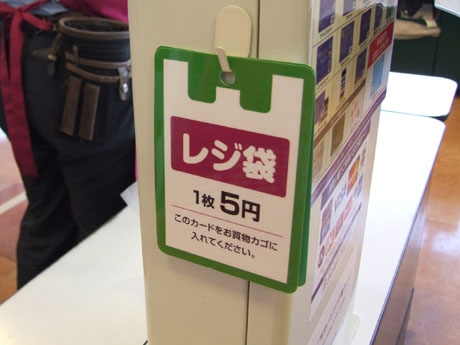 レジ袋
1枚 5円
このカードをお買物カゴに
入れてください。